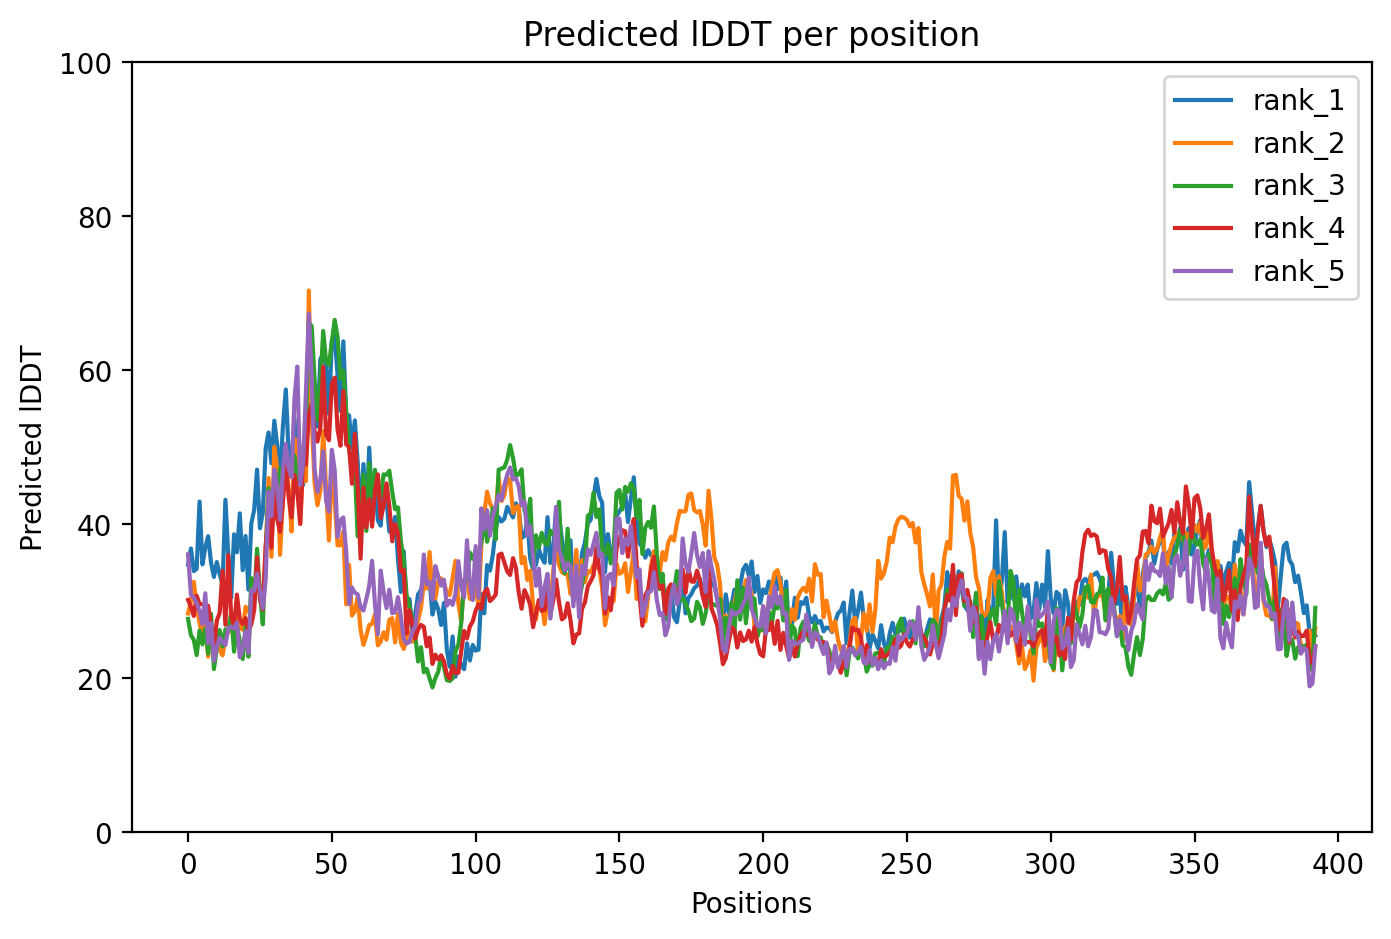 Predicted lDDT per position
100
80
60
40
20
0
Predicted lDDT
0 50 100 150 200 250 300 350 400
Positions
rank_1
rank_2
rank_3
rank_4
rank_5